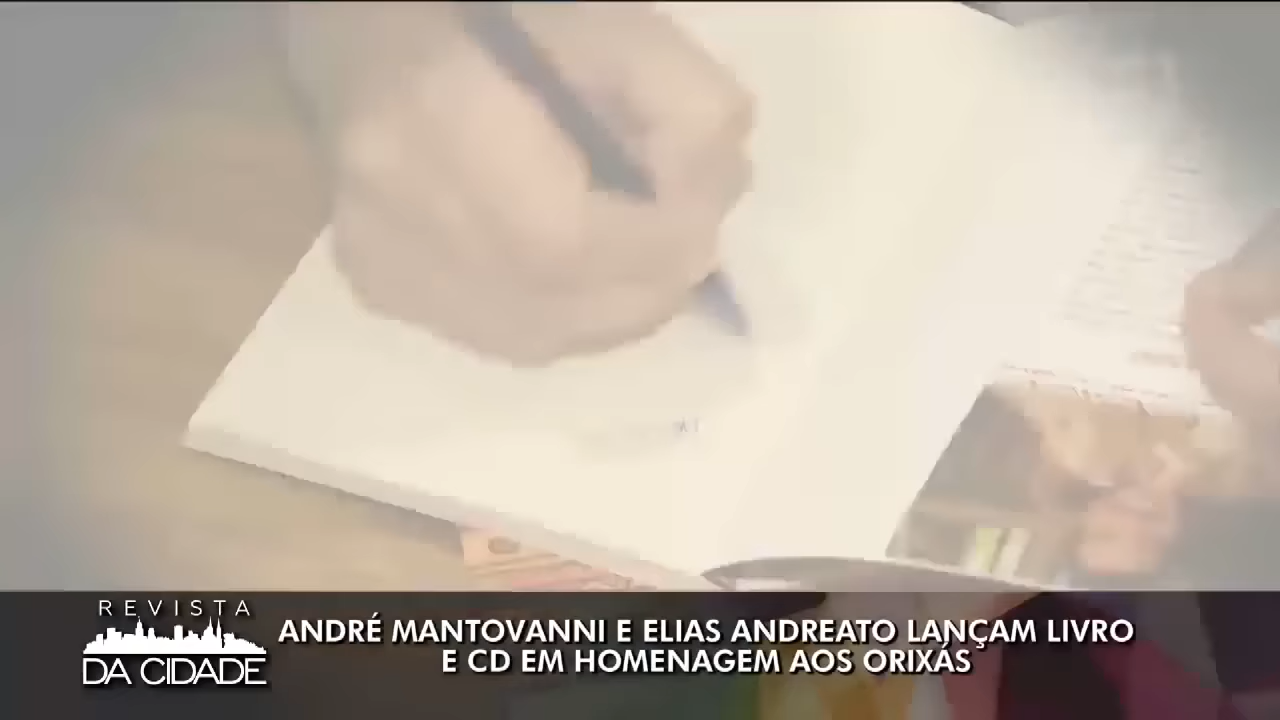 REVISTA
DA CIDADE
ANDRÉ MANTOVANNI E ELIAS ANDREATO LANÇAM LIVRO
E CD EM HOMENAGEM AOS ORIXÁS